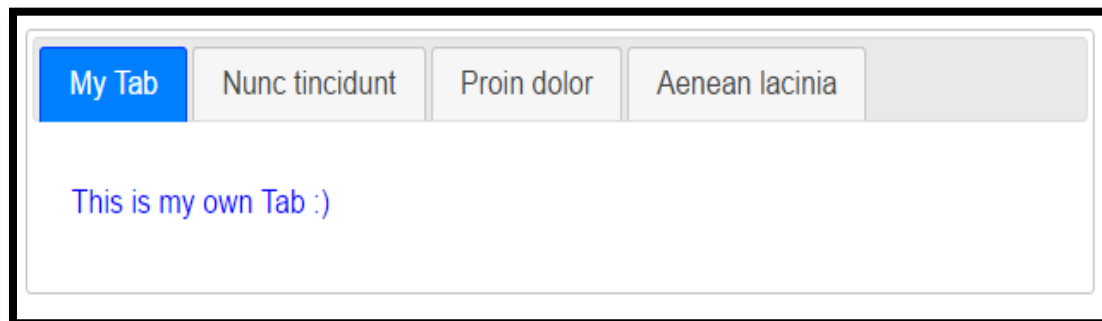 My Tab Nunc tincidunt Proin dolor Aenean lacinia
This is my own Tab :)